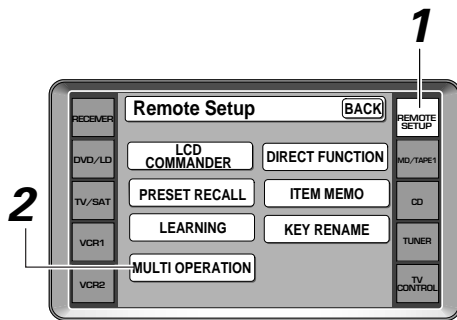 1
2
RECEIVER
DVD/LD
TV/SAT
VCR1
VCR2
Remote Setup
BACK
LCD
COMMANDER
DIRECT FUNCTION
PRESET RECALL
ITEM MEMO
LEARNING
KEY RENAME
MULTI OPERATION
REMOTE
SETUP
MD/TAPE1
CD
TUNER
TV
CONTROL